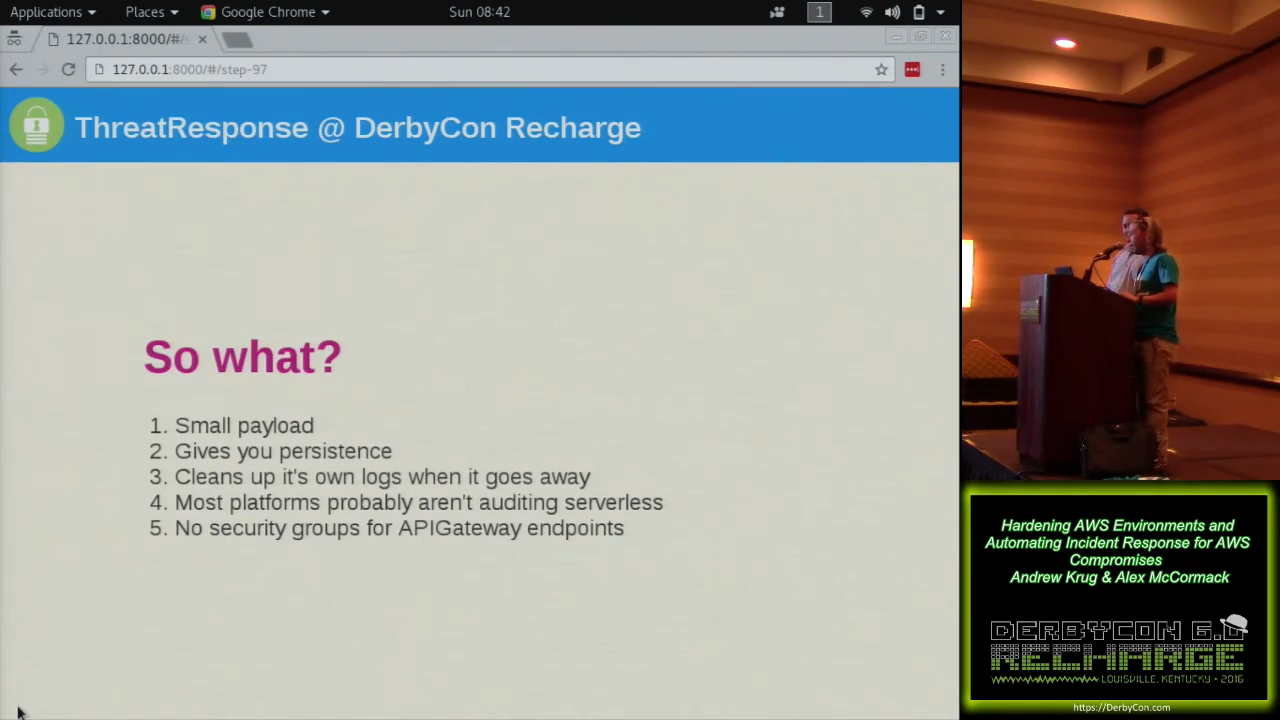 Applications
Places
Google Chrome
Sun 08:42
1
127.0.0.1:8000/#/s
127.0.0.1:8000/#/step-97
ThreatResponse @ DerbyCon Recharge
So what?
1. Small payload
2. Gives you persistence
3. Cleans up it's own logs when it goes away
4. Most platforms probably aren't auditing serverless
5. No security groups for APIGateway endpoints
Hardening AWS Environments and
Automating Incident Response for AWS
Compromises
Andrew Krug & Alex McCormack
DERBYCON 6.0
RECHARGE
LOUISVILLE, KENTUCKY • 2016
https://DerbyCon.com